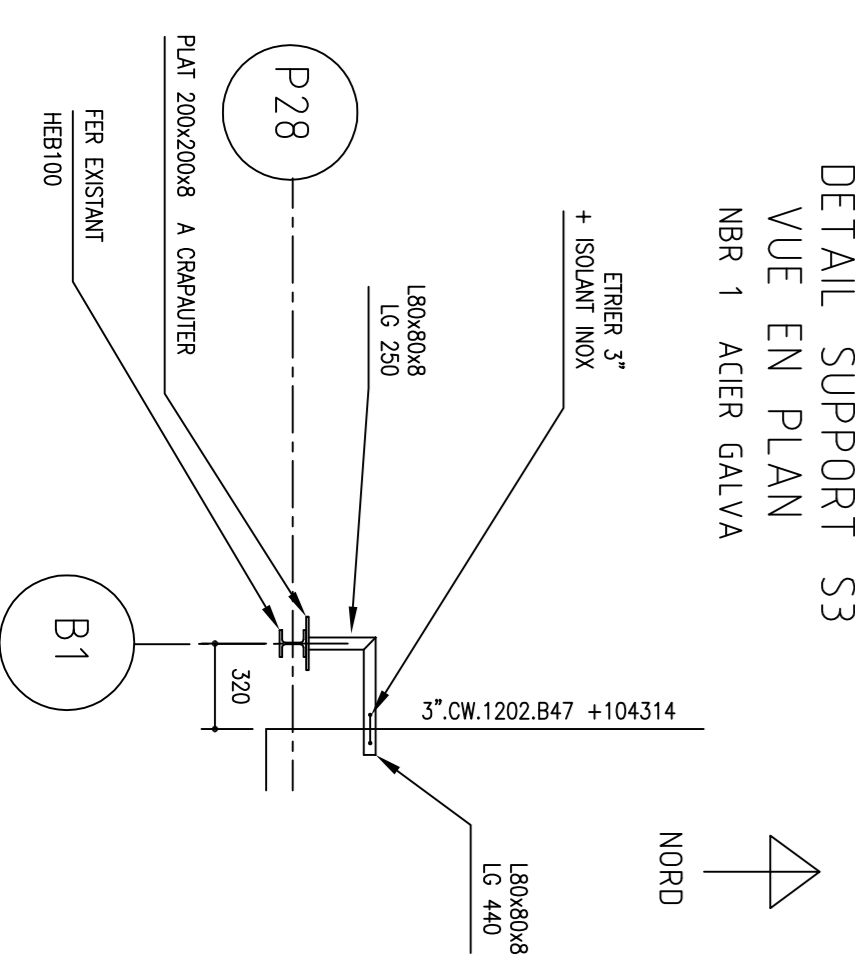 DETAIL SUPPORT S3
VUE EN PLAN
NBR 1 ACIER GALVA
ETRIER 3"
+ ISOLANT INOX
L80x80x8
LG 250
P28
PLAT 200x200x8 A CRAPAUTER
FER EXISTANT
HEB100
B1
320
3".CW.1202.B47 +104314
NORD
L80x80x8
LG 440